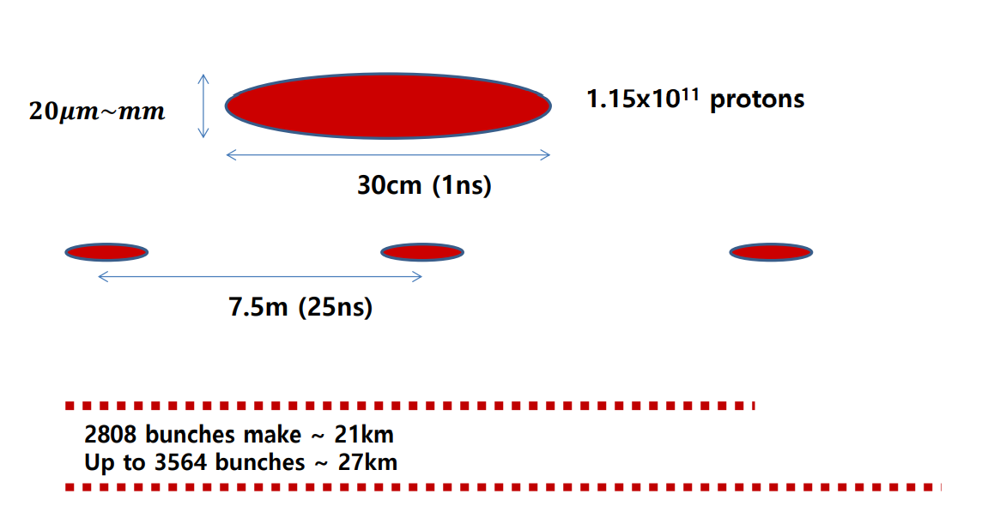 20μm~mm
1.15x10¹¹ protons
30cm (1ns)
7.5m (25ns)
2808 bunches make ~ 21km
Up to 3564 bunches ~ 27km